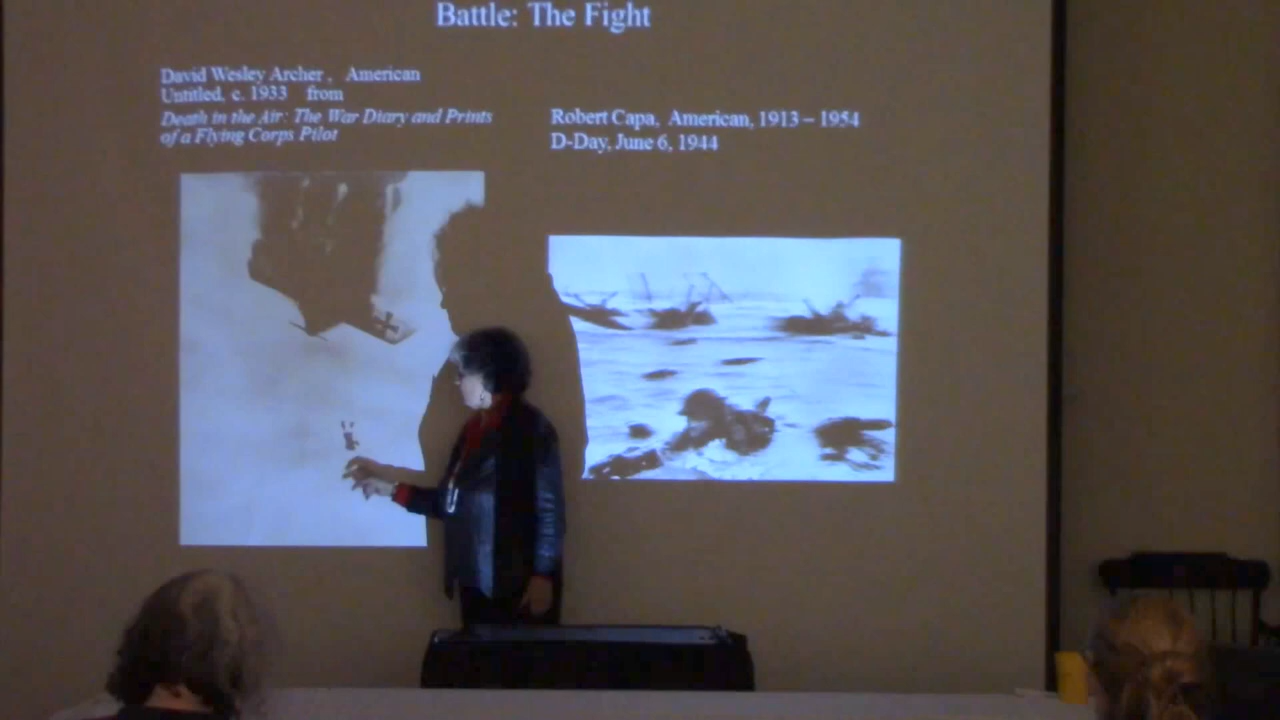 Battle: The Fight
David Wesley Archer , American
Untitled, c. 1933 from
Death in the Air: The War Diary and Prints
of a Flying Corps Pilot
Robert Capa, American, 1913 – 1954
D-Day, June 6, 1944